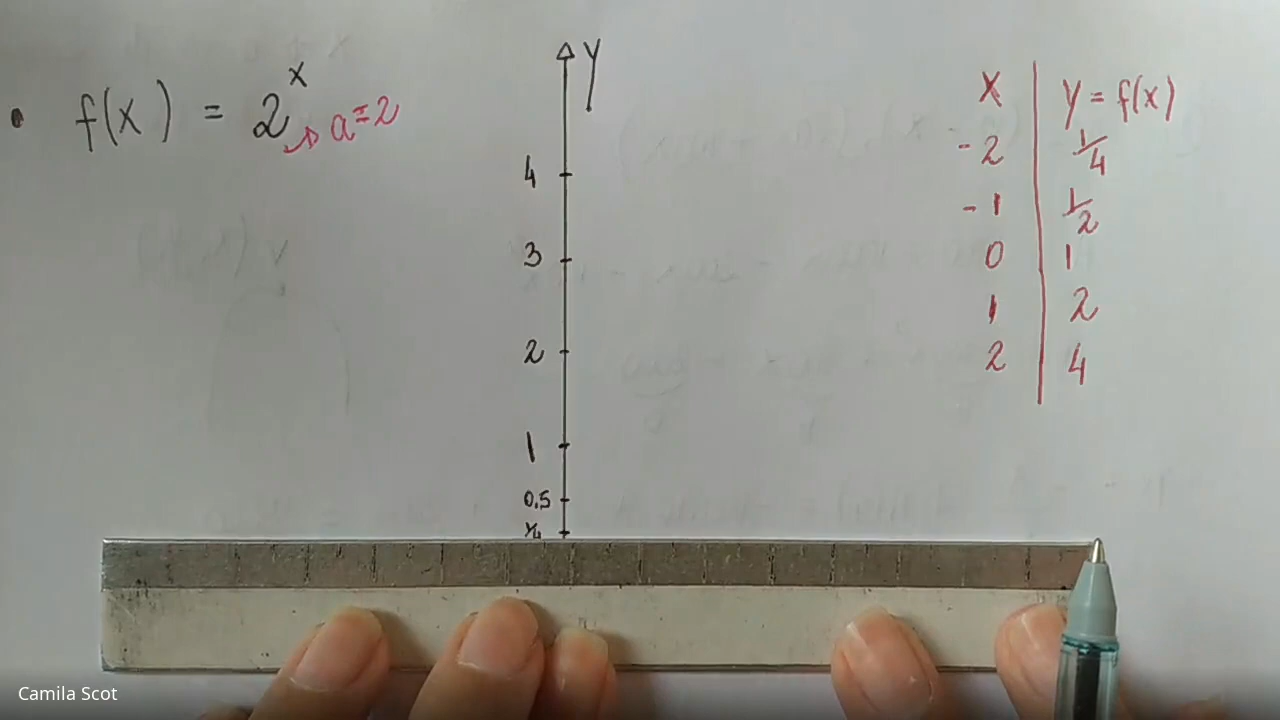 • f(x) = 2^x → a=2
y
4
3
2
1
0,5
1/4
x | y = f(x)
-2 | 1/4
-1 | 1/2
0 | 1
1 | 2
2 | 4
Camila Scot